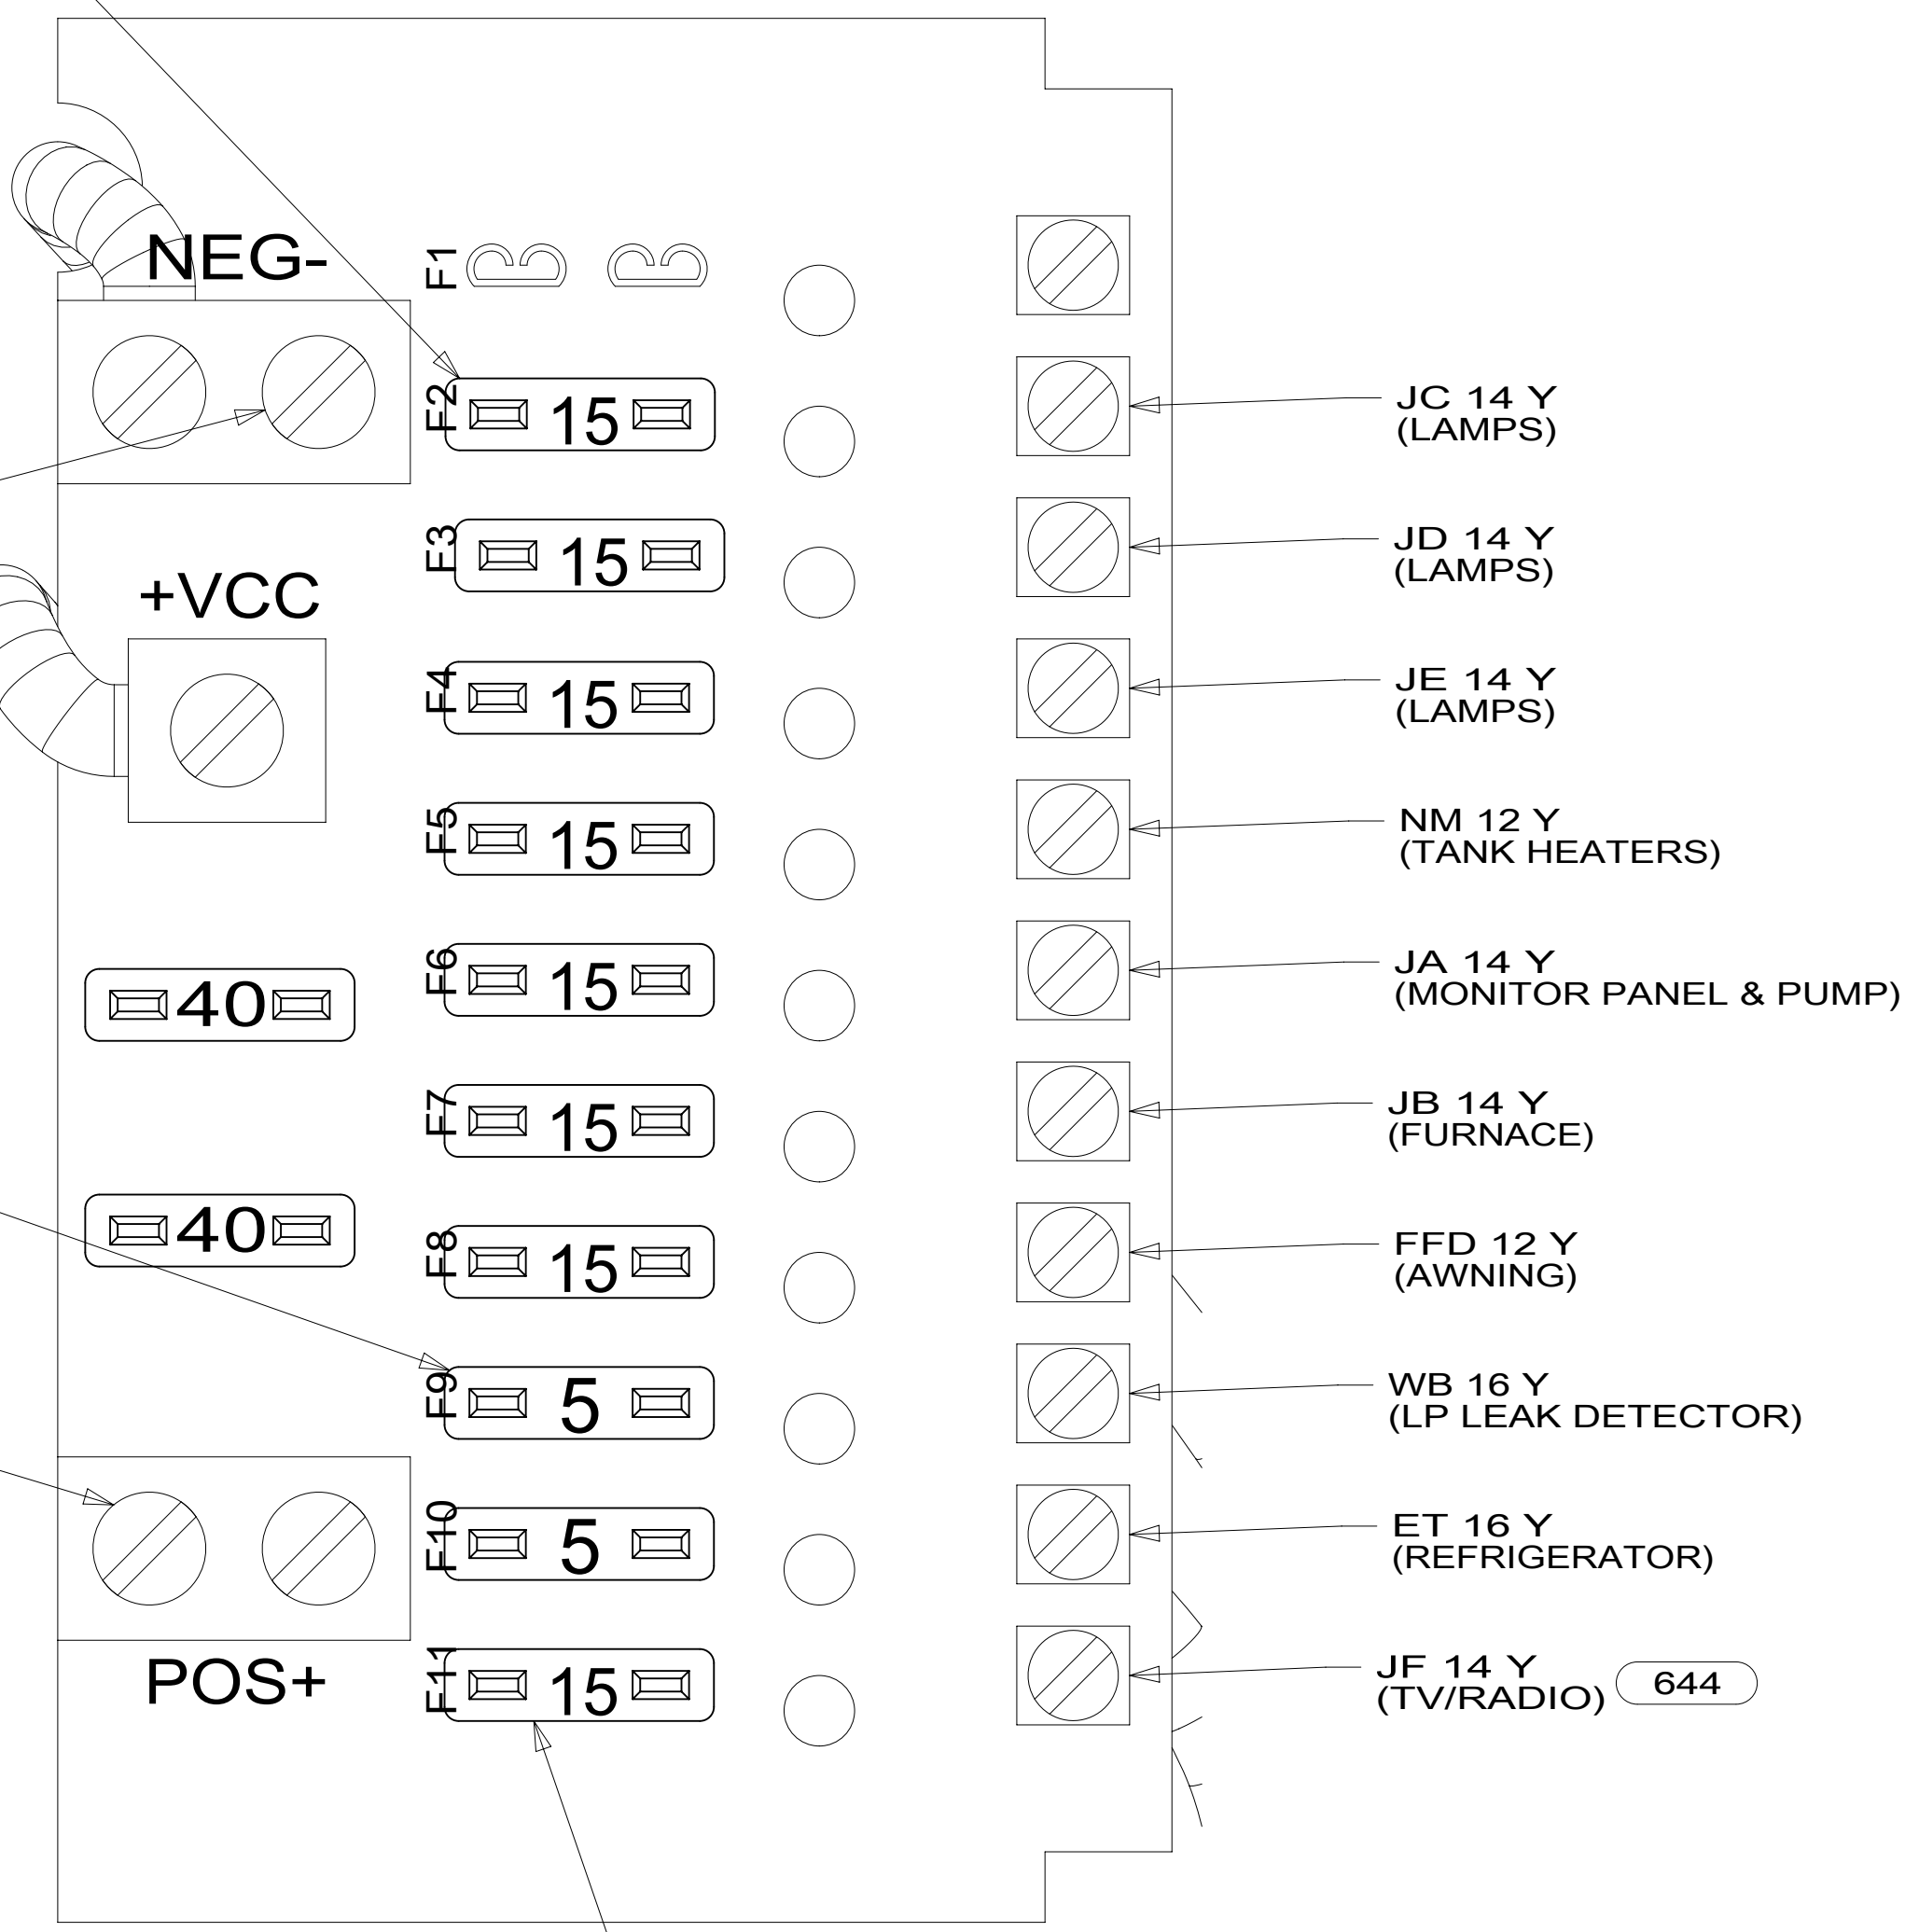 NEG-
F1
F2
15
JC 14 Y
(LAMPS)
F3
15
JD 14 Y
(LAMPS)
+VCC
F4
15
JE 14 Y
(LAMPS)
F5
15
NM 12 Y
(TANK HEATERS)
40
F6
15
JA 14 Y
(MONITOR PANEL & PUMP)
F7
15
JB 14 Y
(FURNACE)
40
F8
15
FFD 12 Y
(AWNING)
F9
5
WB 16 Y
(LP LEAK DETECTOR)
F10
5
ET 16 Y
(REFRIGERATOR)
POS+
F11
15
JF 14 Y
(TV/RADIO)
644